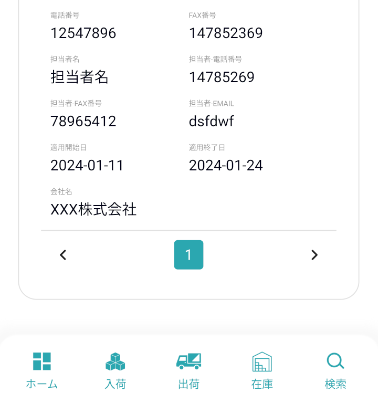 電話番号 FAX番号
12547896 147852369
担当者名 担当者 電話番号
担当者名 14785269
担当者 FAX番号 担当者 EMAIL
78965412 dsfdwf
適用開始日 適用終了日
2024-01-11 2024-01-24
会社名
XXX株式会社
1
ホーム 入荷 出荷 在庫 検索